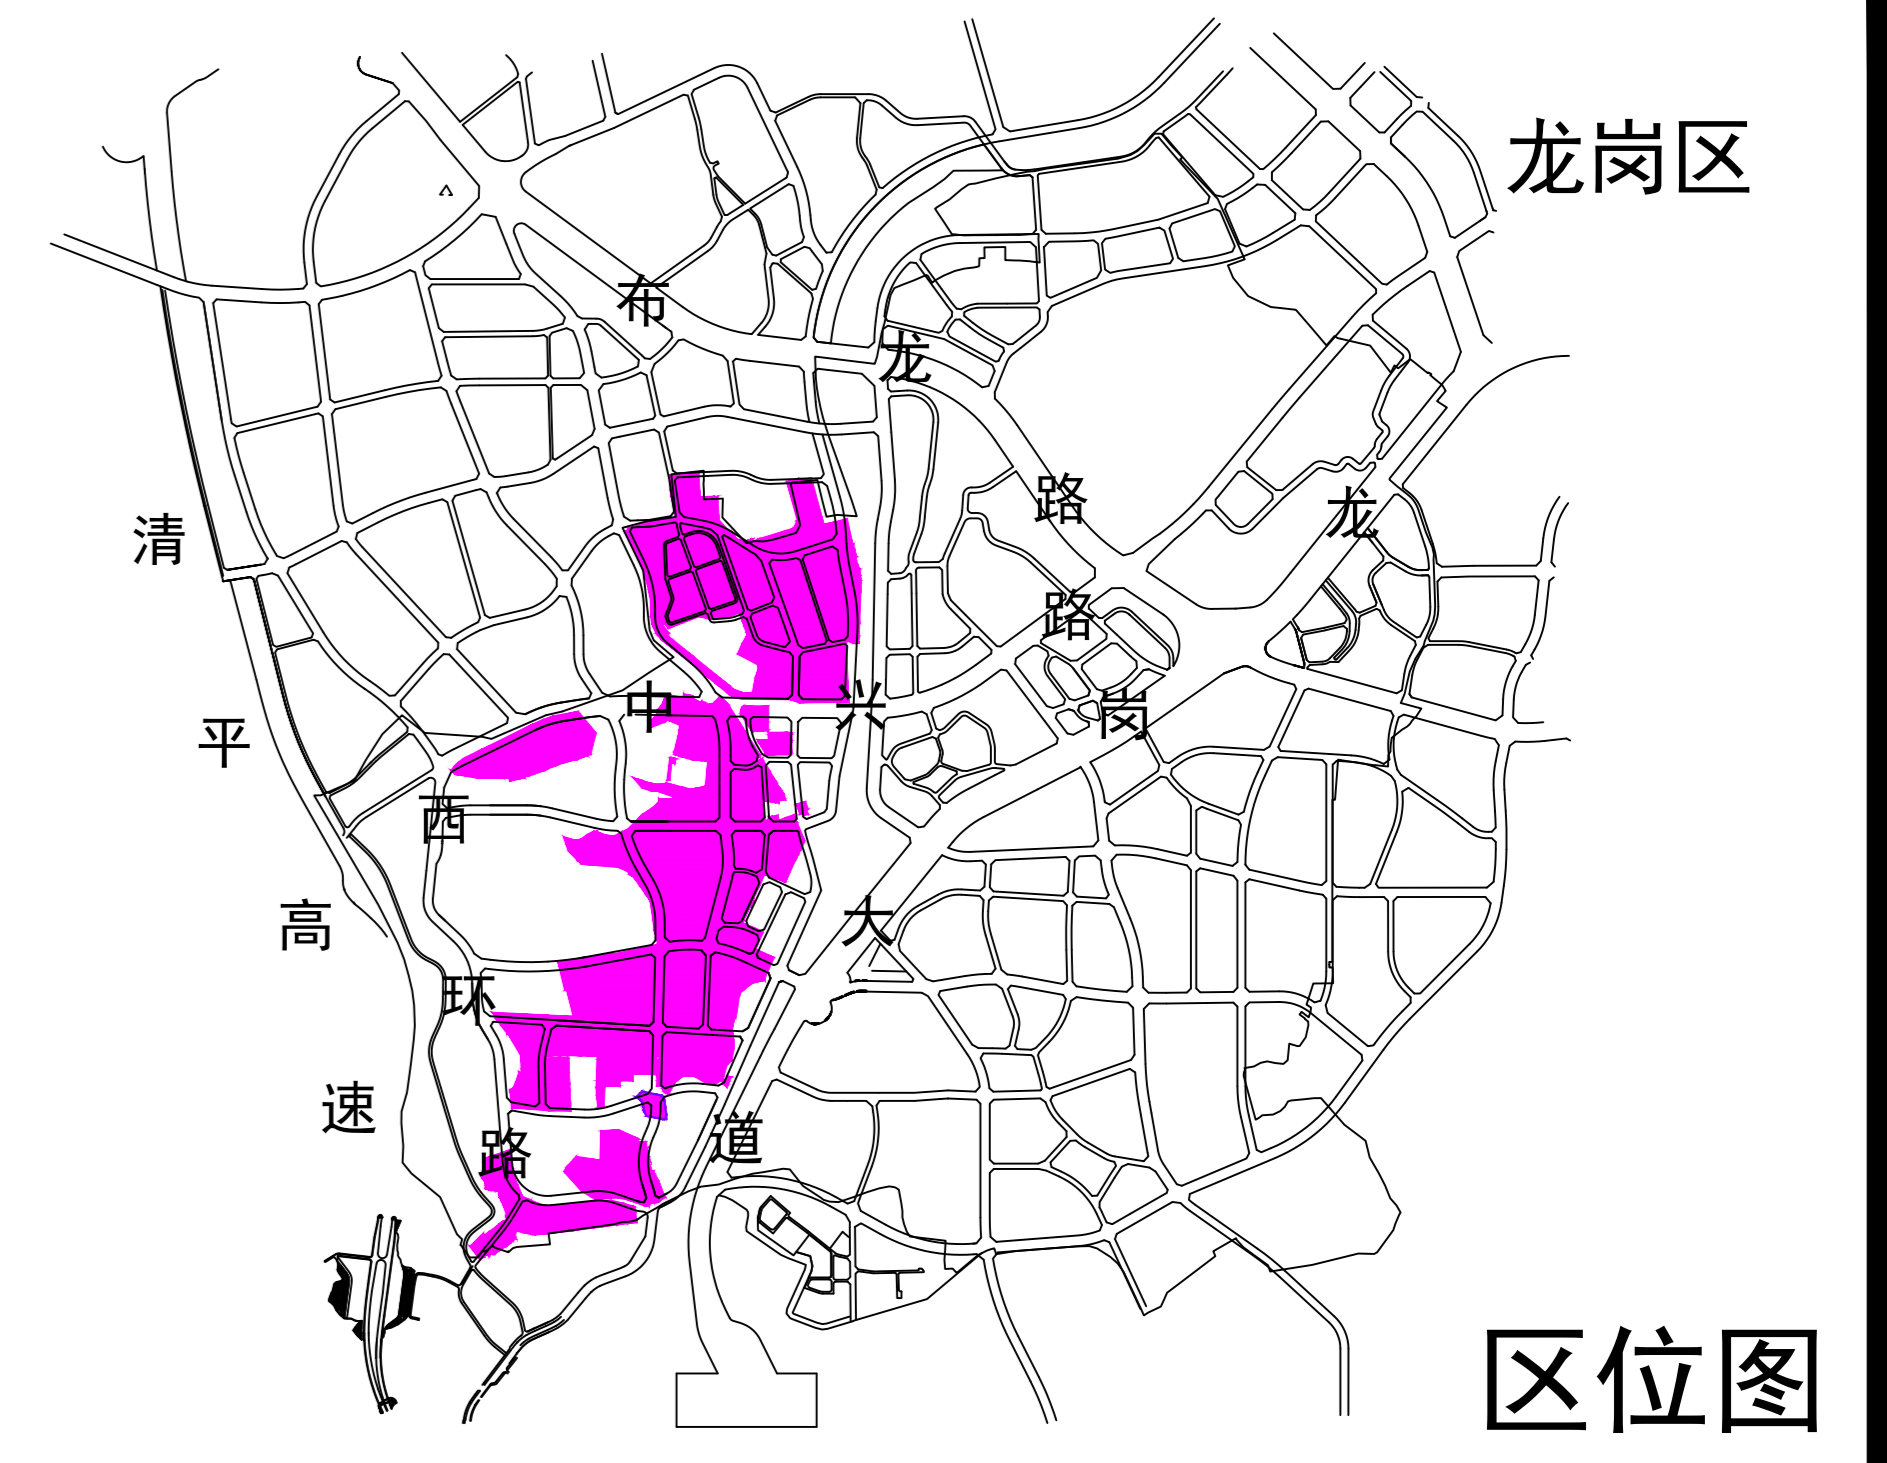 龙岗区
布龙路
清平高速
龙岗大道
中兴路
西环路
区位图